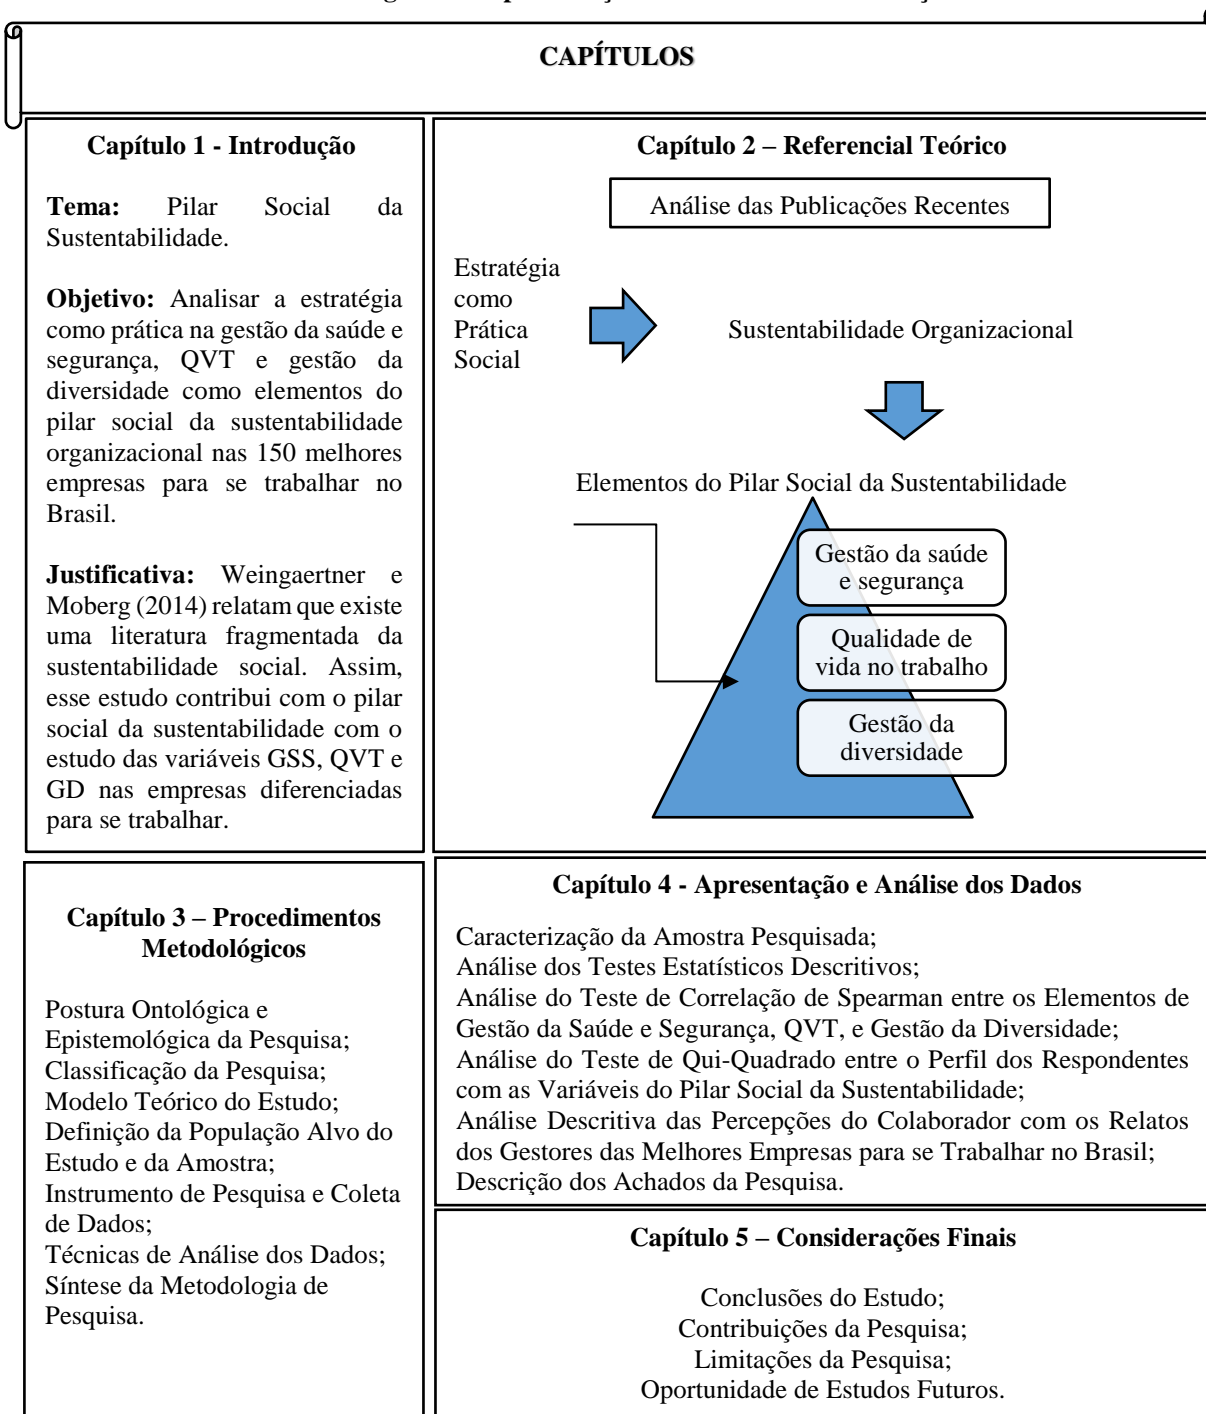 CAPÍTULOS
Capítulo 1 - Introdução
Tema: Pilar Social da
Sustentabilidade.
Objetivo: Analisar a estratégia
como prática na gestão da saúde e
segurança, QVT e gestão da
diversidade como elementos do
pilar social da sustentabilidade
organizacional nas 150 melhores
empresas para se trabalhar no
Brasil.
Justificativa: Weingaertner e
Moberg (2014) relatam que existe
uma literatura fragmentada da
sustentabilidade social. Assim,
esse estudo contribui com o pilar
social da sustentabilidade com o
estudo das variáveis GSS, QVT e
GD nas empresas diferenciadas
para se trabalhar.
Capítulo 2 – Referencial Teórico
Análise das Publicações Recentes
Estratégia
como
Prática
Social
Sustentabilidade Organizacional
Elementos do Pilar Social da Sustentabilidade
Gestão da saúde
e segurança
Qualidade de
vida no trabalho
Gestão da
diversidade
Capítulo 3 – Procedimentos
Metodológicos
Postura Ontológica e
Epistemológica da Pesquisa;
Classificação da Pesquisa;
Modelo Teórico do Estudo;
Definição da População Alvo do
Estudo e da Amostra;
Instrumento de Pesquisa e Coleta
de Dados;
Técnicas de Análise dos Dados;
Síntese da Metodologia de
Pesquisa.
Capítulo 4 - Apresentação e Análise dos Dados
Caracterização da Amostra Pesquisada;
Análise dos Testes Estatísticos Descritivos;
Análise do Teste de Correlação de Spearman entre os Elementos de
Gestão da Saúde e Segurança, QVT, e Gestão da Diversidade;
Análise do Teste de Qui-Quadrado entre o Perfil dos Respondentes
com as Variáveis do Pilar Social da Sustentabilidade;
Análise Descritiva das Percepções do Colaborador com os Relatos
dos Gestores das Melhores Empresas para se Trabalhar no Brasil;
Descrição dos Achados da Pesquisa.
Capítulo 5 – Considerações Finais
Conclusões do Estudo;
Contribuições da Pesquisa;
Limitações da Pesquisa;
Oportunidade de Estudos Futuros.